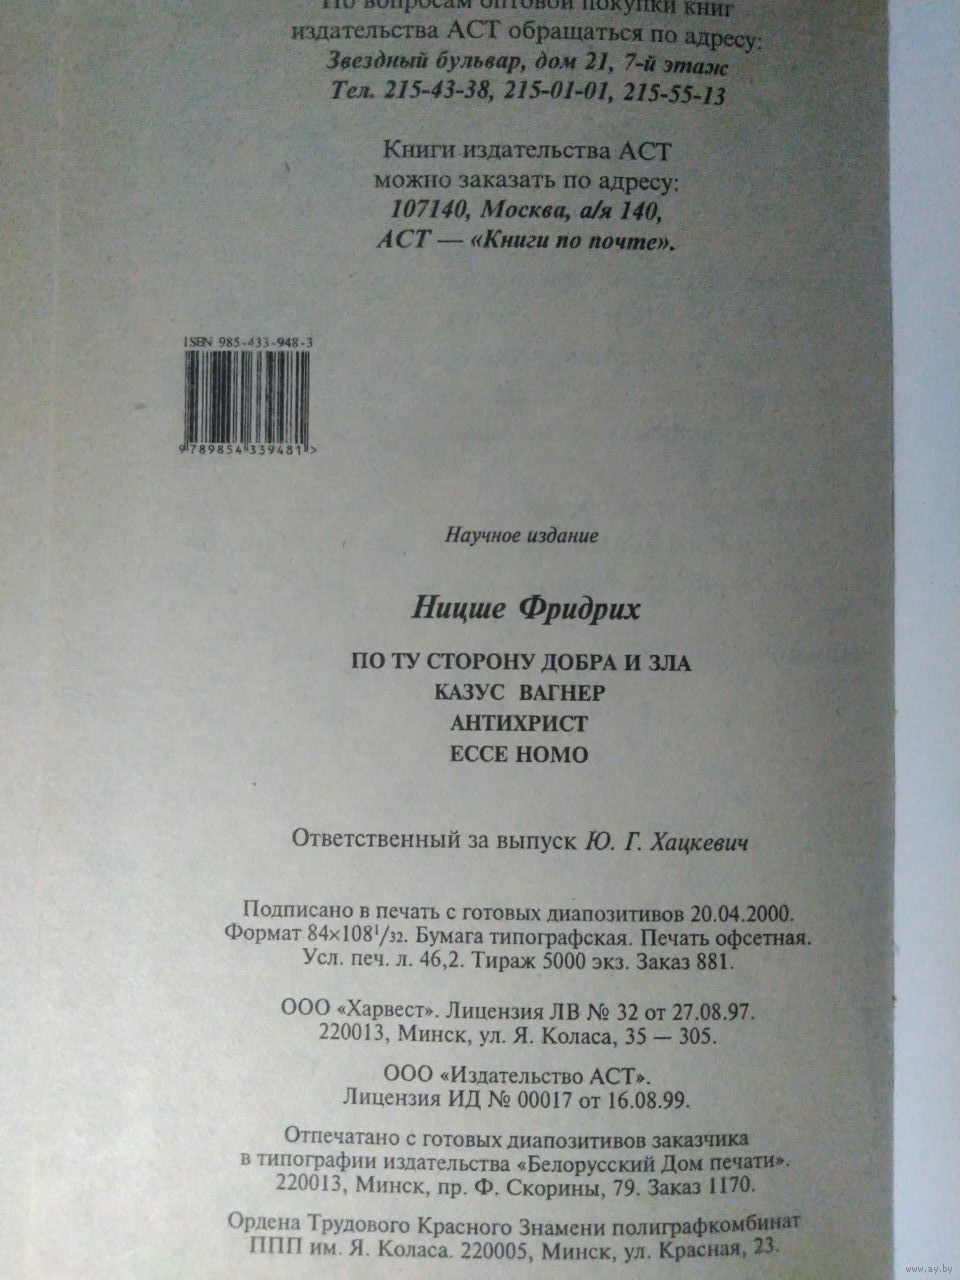 По вопросам оптовой покупки книг
издательства АСТ обращаться по адресу:
Звездный бульвар, дом 21, 7-й этаж
Тел. 215-43-38, 215-01-01, 215-55-13
Книги издательства АСТ
можно заказать по адресу:
107140, Москва, а/я 140,
АСТ — «Книги по почте».
ISBN 985-433-948-3
9 789854 339481 >
Научное издание
Ницше Фридрих
ПО ТУ СТОРОНУ ДОБРА И ЗЛА
КАЗУС ВАГНЕР
АНТИХРИСТ
ECCE HOMO
Ответственный за выпуск Ю. Г. Хацкевич
Подписано в печать с готовых диапозитивов 20.04.2000.
Формат 84×108¹/₃₂. Бумага типографская. Печать офсетная.
Усл. печ. л. 46,2. Тираж 5000 экз. Заказ 881.
ООО «Харвест». Лицензия ЛВ № 32 от 27.08.97.
220013, Минск, ул. Я. Коласа, 35 — 305.
ООО «Издательство АСТ».
Лицензия ИД № 00017 от 16.08.99.
Отпечатано с готовых диапозитивов заказчика
в типографии издательства «Белорусский Дом печати».
220013, Минск, пр. Ф. Скорины, 79. Заказ 1170.
Ордена Трудового Красного Знамени полиграфкомбинат
ППП им. Я. Коласа. 220005, Минск, ул. Красная, 23.
www.ay.by